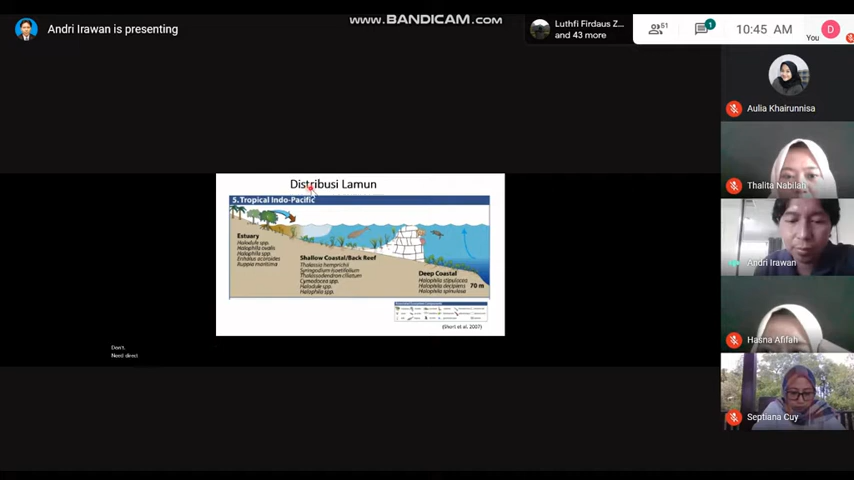 Andri Irawan is presenting
WWW.BANDICAM.COM
Luthfi Firdaus Z...
and 43 more
51
1
10:45 AM
You
D
Aulia Khairunnisa
Thalita Nabilah
Andri Irawan
Hasna Afifah
Septiana Cuy
Distribusi Lamun
5. Tropical Indo-Pacific
Estuary
Halodule spp.
Halophila ovalis
Halophila spp.
Enhalus acoroides
Ruppia maritima
Shallow Coastal/Back Reef
Thalassia hemprichii
Syringodium isoetifolium
Thalassodendron ciliatum
Cymodocea spp.
Halodule spp.
Halophila spp.
Deep Coastal
Halophila stipulacea
Halophila decipiens
Halophila spinulosa
70 m
(Short et al. 2007)
Don't.
Need direct